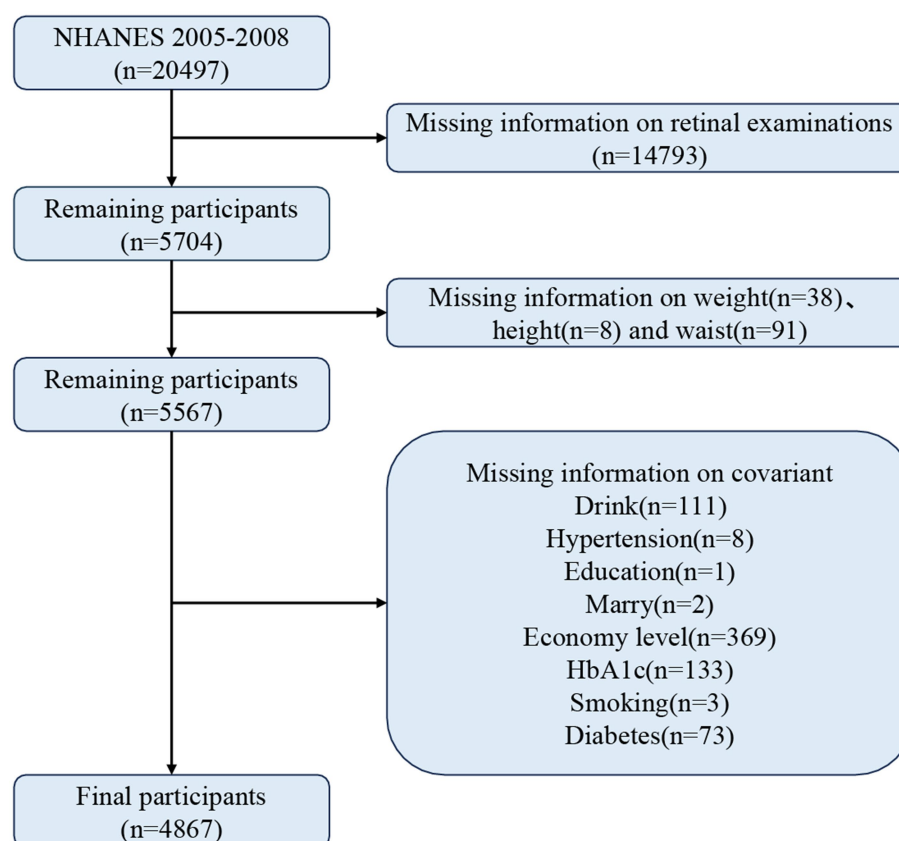 NHANES 2005-2008
(n=20497)
Missing information on retinal examinations
(n=14793)
Remaining participants
(n=5704)
Missing information on weight(n=38)、
height(n=8) and waist(n=91)
Remaining participants
(n=5567)
Missing information on covariant
Drink(n=111)
Hypertension(n=8)
Education(n=1)
Marry(n=2)
Economy level(n=369)
HbA1c(n=133)
Smoking(n=3)
Diabetes(n=73)
Final participants
(n=4867)